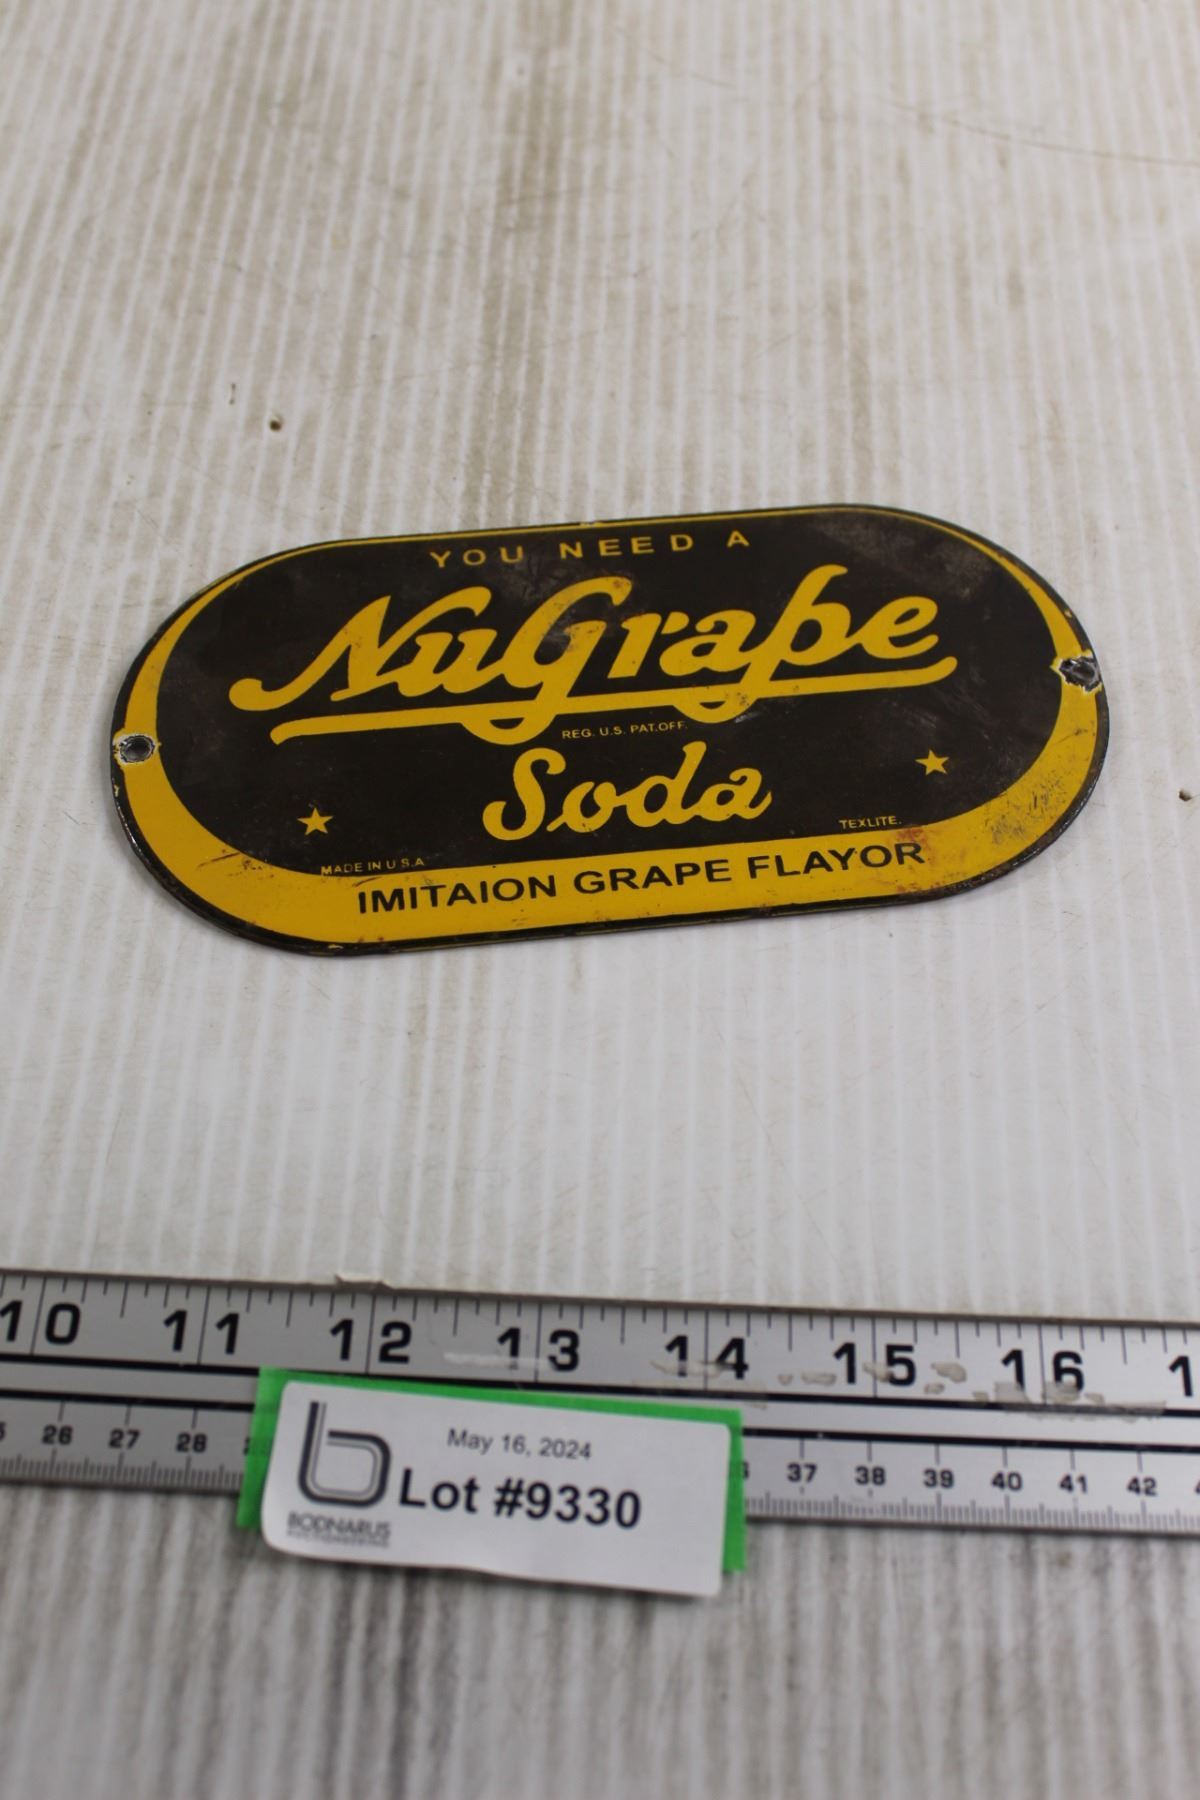 YOU NEED A
NuGrape
REG. U.S. PAT.OFF.
Soda
TEXLITE.
MADE IN U.S.A
IMITAION GRAPE FLAYOR
10 11 12 13 14 15 16
26 27 28 37 38 39 40 41 42
May 16, 2024
Lot #9330
BODNARUS